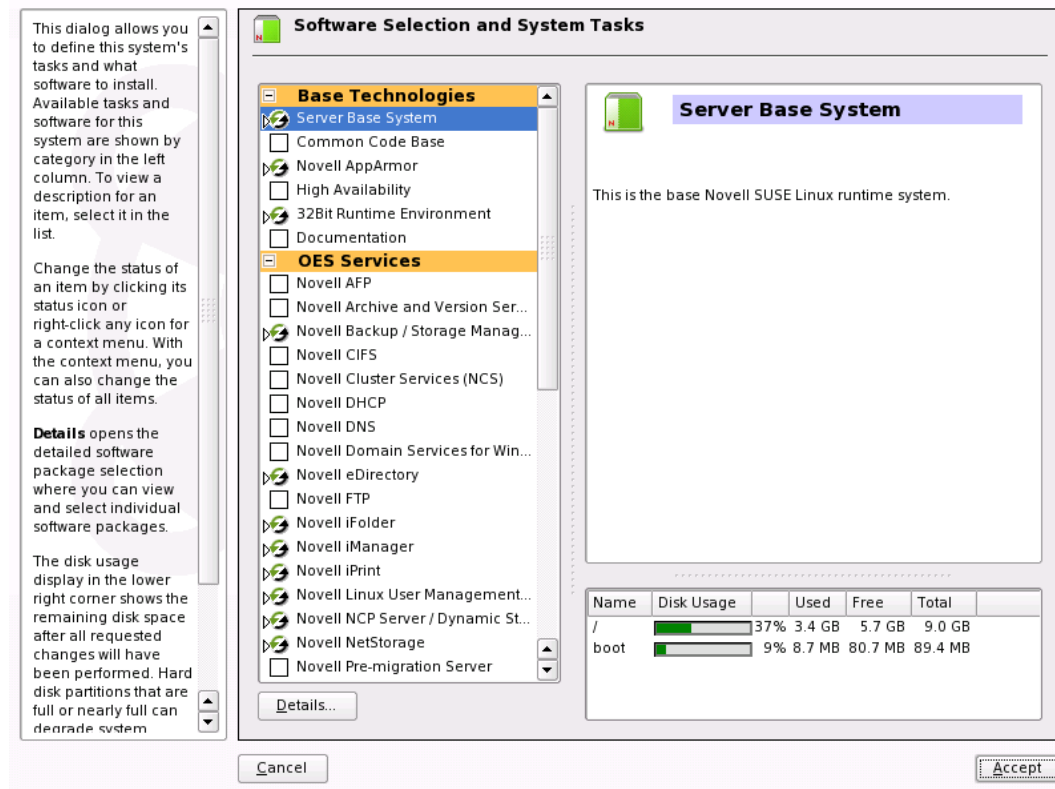 This dialog allows you
to define this system's
tasks and what
software to install.
Available tasks and
software for this
system are shown by
category in the left
column. To view a
description for an
item, select it in the
list.
Change the status of
an item by clicking its
status icon or
right-click any icon for
a context menu. With
the context menu, you
can also change the
status of all items.
Details opens the
detailed software
package selection
where you can view
and select individual
software packages.
The disk usage
display in the lower
right corner shows the
remaining disk space
after all requested
changes will have
been performed. Hard
disk partitions that are
full or nearly full can
degrade system
Software Selection and System Tasks
Base Technologies
Server Base System
Common Code Base
Novell AppArmor
High Availability
32Bit Runtime Environment
Documentation
OES Services
Novell AFP
Novell Archive and Version Ser...
Novell Backup / Storage Manag...
Novell CIFS
Novell Cluster Services (NCS)
Novell DHCP
Novell DNS
Novell Domain Services for Win...
Novell eDirectory
Novell FTP
Novell iFolder
Novell iManager
Novell iPrint
Novell Linux User Management...
Novell NCP Server / Dynamic St...
Novell NetStorage
Novell Pre-migration Server
Details...
N
Server Base System
This is the base Novell SUSE Linux runtime system.
Name Disk Usage Used Free Total
/ 37% 3.4 GB 5.7 GB 9.0 GB
boot 9% 8.7 MB 80.7 MB 89.4 MB
Cancel
Accept